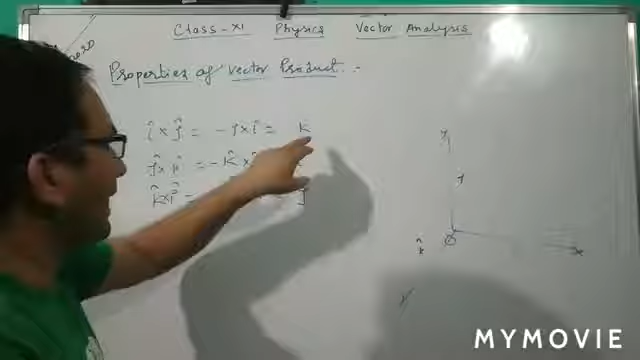 Class-XI Physics Vector Analysis
Properties of Vector Product :-
î × ĵ = - ĵ × î = k
ĵ × k̂ = - k̂ ×
k̂ × î = ĵ
y
k̂
O
x
MYMOVIE